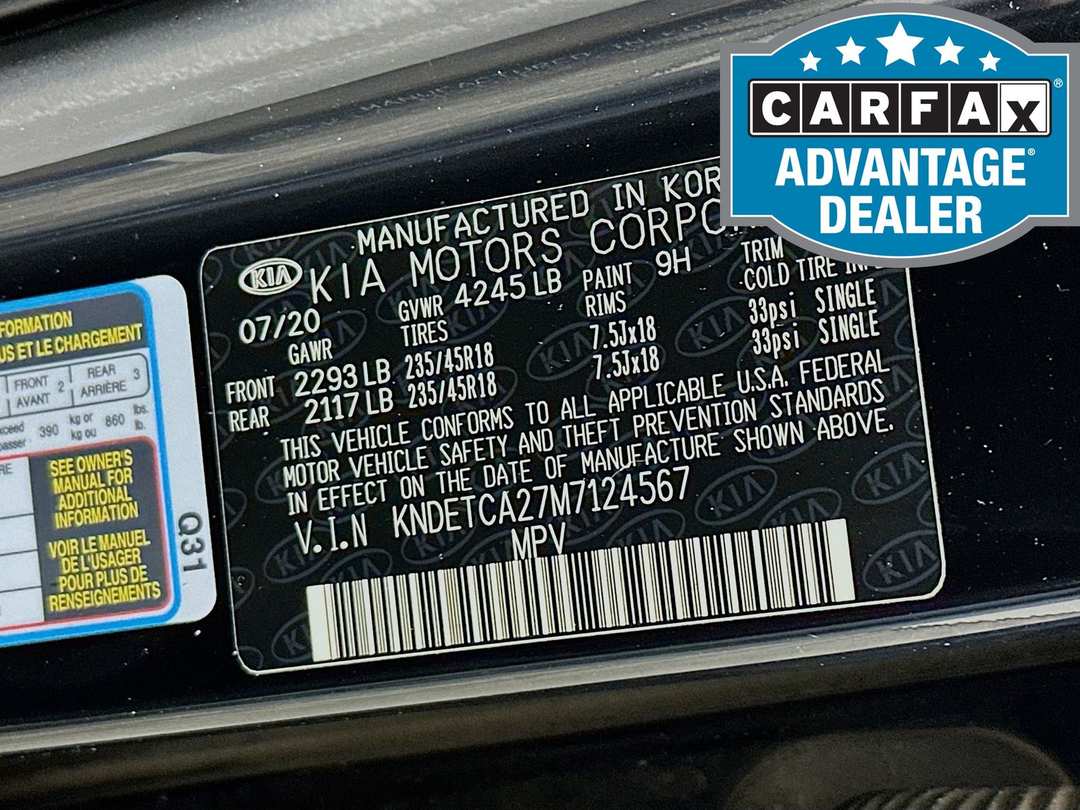 CARFAX®
ADVANTAGE®
DEALER
MANUFACTURED IN KOR
KIA KIA MOTORS CORPO
07/20 GVWR 4245 LB PAINT 9H TRIM
GAWR TIRES RIMS COLD TIRE
FRONT 2293 LB 235/45R18 7.5Jx18 33psi SINGLE
REAR 2117 LB 235/45R18 7.5Jx18 33psi SINGLE
THIS VEHICLE CONFORMS TO ALL APPLICABLE U.S.A. FEDERAL
MOTOR VEHICLE SAFETY AND THEFT PREVENTION STANDARDS
IN EFFECT ON THE DATE OF MANUFACTURE SHOWN ABOVE.
V.I.N KNDETCA27M7124567
MPV
FORMATION
US ET LE CHARGEMENT
FRONT 2 REAR 3
AVANT ARRIÈRE
xceed 390 kg or 860 lbs.
passer kg ou lb.
RE
SEE OWNER'S
MANUAL FOR
ADDITIONAL
INFORMATION
VOIR LE MANUEL
DE L'USAGER
POUR PLUS DE
RENSEIGNEMENTS
Q31